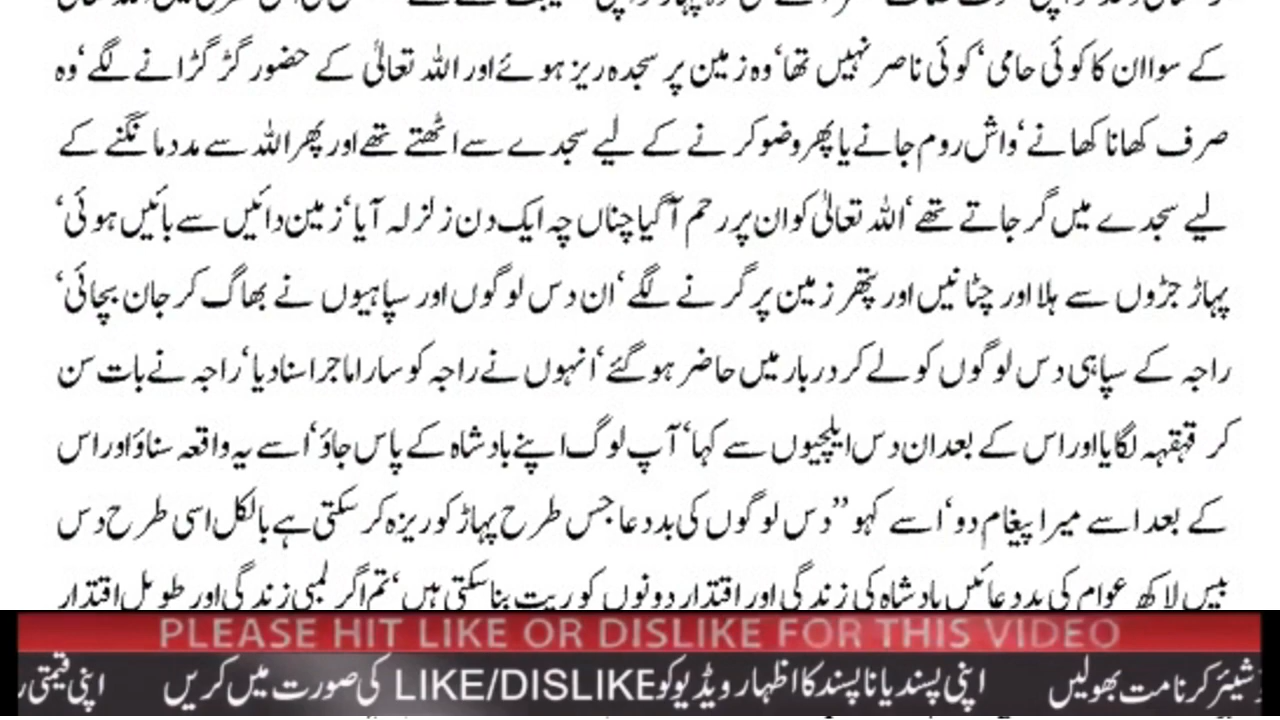 کے سوا ان کا کوئی حامی‘ کوئی ناصر نہیں تھا‘ وہ زمین پر سجدہ ریز ہوئے اور اللہ تعالیٰ کے حضور گڑ گڑانے لگے‘ وہ
صرف کھانا کھانے‘ واش روم جانے یا پھر وضو کرنے کے لیے سجدے سے اٹھتے تھے اور پھر اللہ سے مدد مانگنے کے
لیے سجدے میں گر جاتے تھے‘ اللہ تعالیٰ کو ان پر رحم آ گیا چناں چہ ایک دن زلزلہ آیا‘ زمین دائیں سے بائیں ہوئی‘
پہاڑ جڑوں سے ہلا اور چٹانیں اور پتھر زمین پر گرنے لگے‘ ان دس لوگوں اور سپاہیوں نے بھاگ کر جان بچائی‘
راجہ کے سپاہی دس لوگوں کو لے کر دربار میں حاضر ہو گئے‘ انہوں نے راجہ کو سارا ماجرا سنا دیا‘ راجہ نے بات سن
کر قہقہہ لگایا اور اس کے بعد ان دس ایلچیوں سے کہا‘ آپ لوگ اپنے بادشاہ کے پاس جاؤ‘ اسے یہ واقعہ سناؤ اور اس
کے بعد اسے میرا پیغام دو‘ اسے کہو ’’دس لوگوں کی بددعا جس طرح پہاڑ کو ریزہ کر سکتی ہے بالکل اسی طرح دس
بیس لاکھ عوام کی بددعائیں بادشاہ کی زندگی اور اقتدار دونوں کو ریت بنا سکتی ہیں‘ تم اگر لمبی زندگی اور طویل اقتدار
PLEASE HIT LIKE OR DISLIKE FOR THIS VIDEO
شیئر کرنا مت بھولیں اپنی پسند یا ناپسند کا اظہار ویڈیو کو LIKE/DISLIKE کی صورت میں کریں اپنی قیمتی